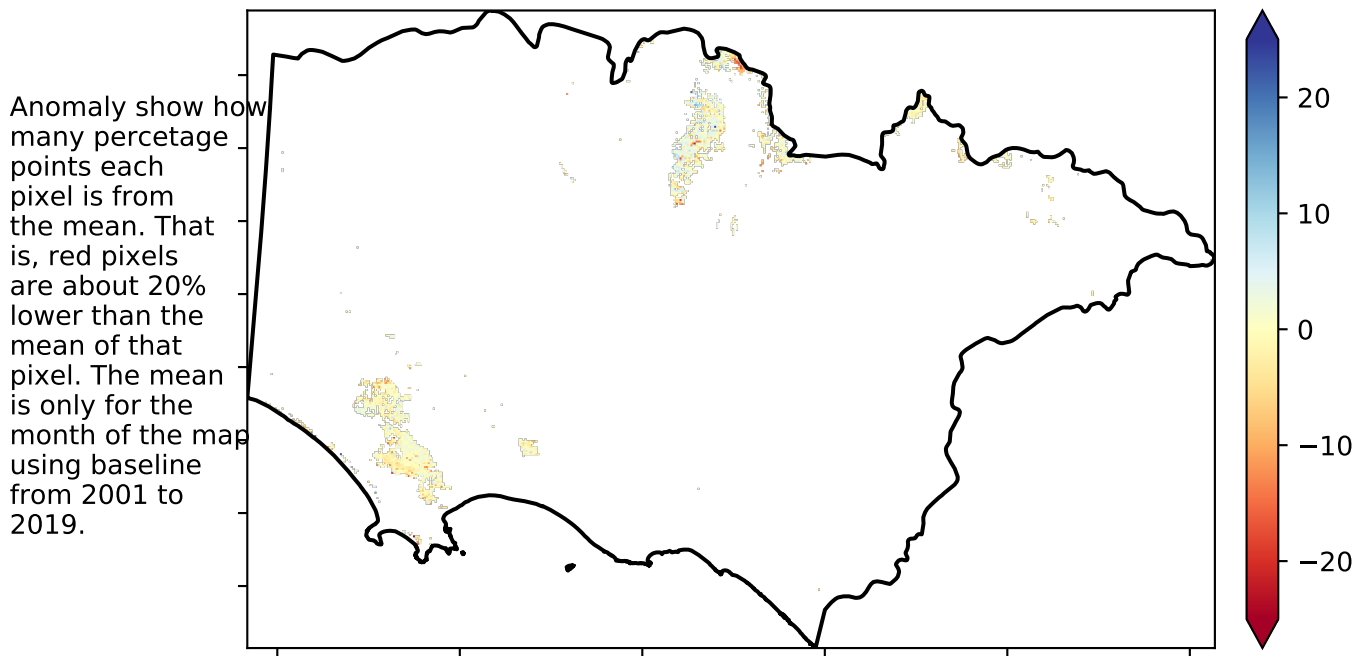 Anomaly show how
many percetage
points each
pixel is from
the mean. That
is, red pixels
are about 20%
lower than the
mean of that
pixel. The mean
is only for the
month of the map
using baseline
from 2001 to
2019.
20
10
0
−10
−20